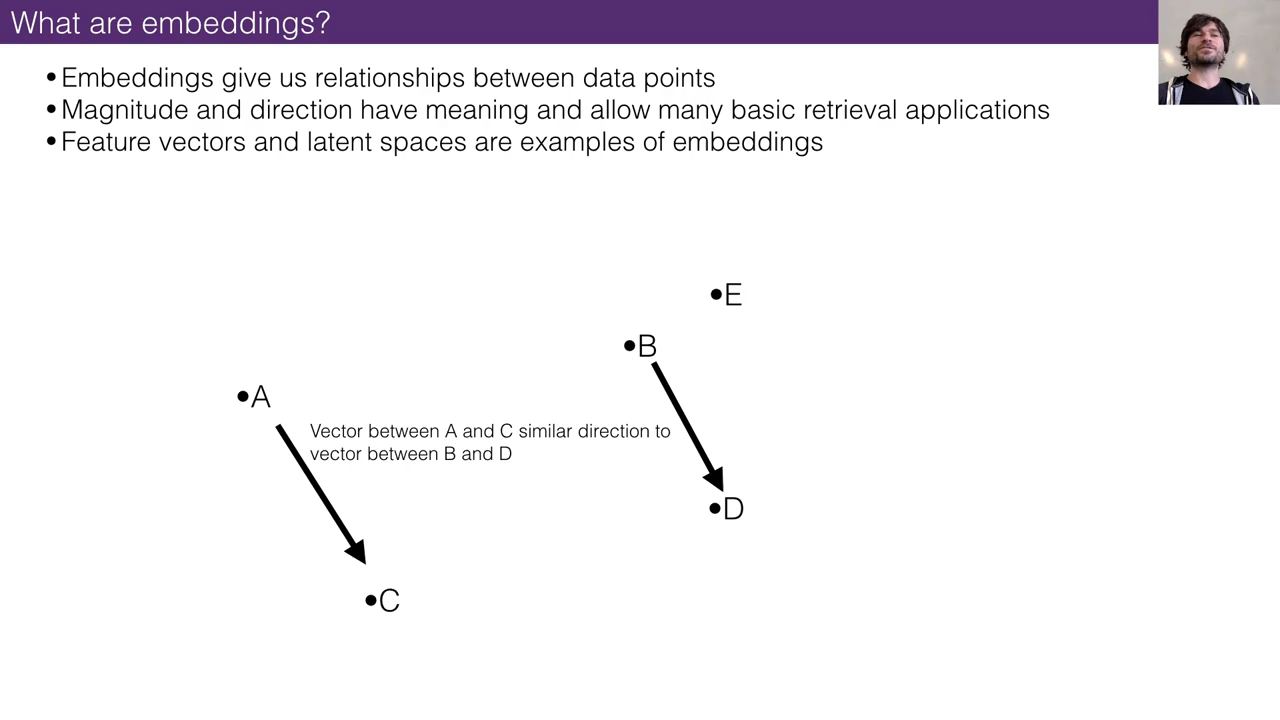 What are embeddings?
•Embeddings give us relationships between data points
•Magnitude and direction have meaning and allow many basic retrieval applications
•Feature vectors and latent spaces are examples of embeddings
•E
•B
•A
Vector between A and C similar direction to
vector between B and D
•D
•C